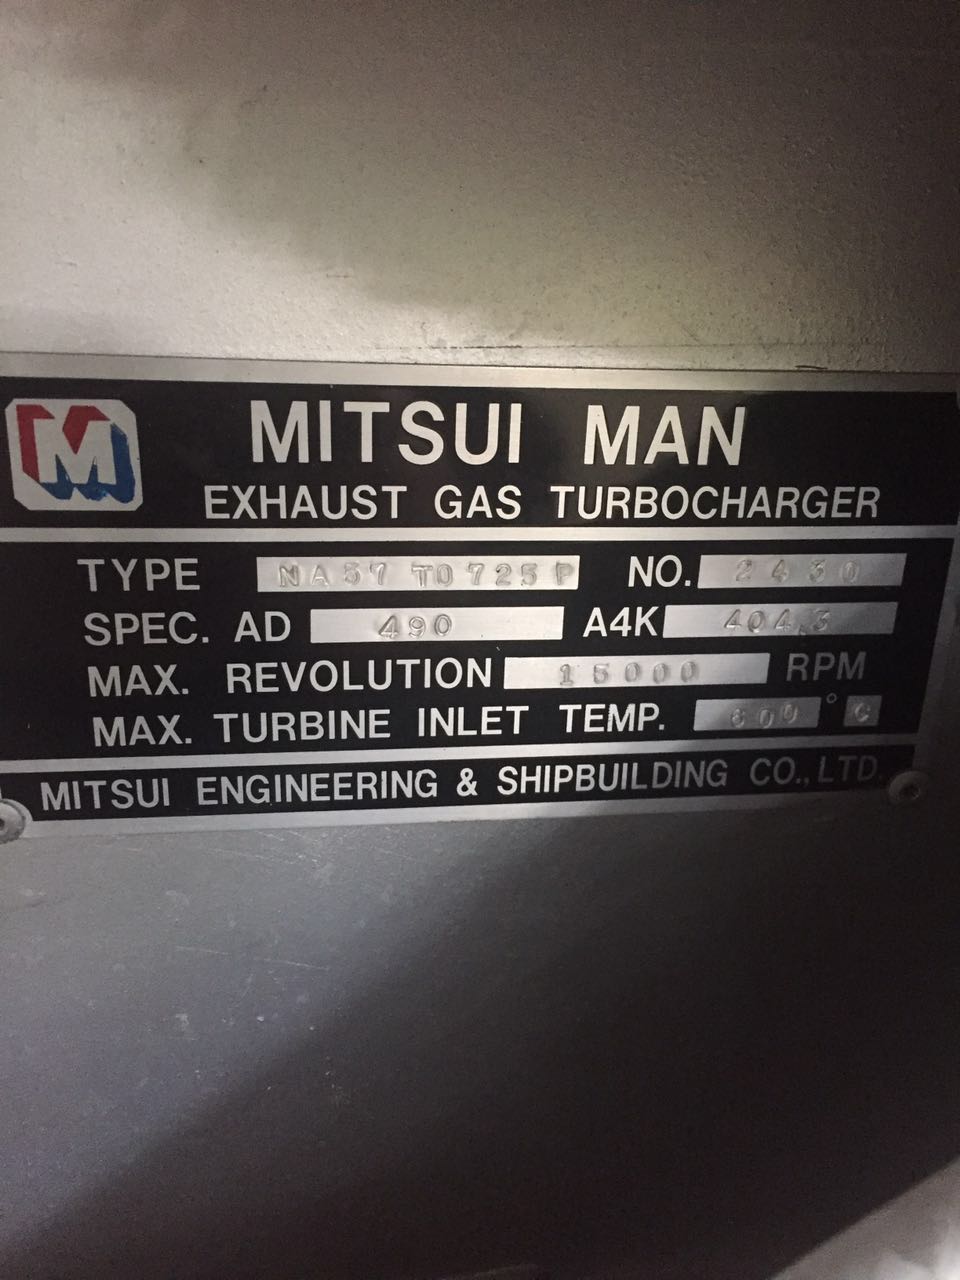 M MITSUI MAN
EXHAUST GAS TURBOCHARGER
TYPE NA57 TO725P NO. 2430
SPEC. AD 490 A4K 404.3
MAX. REVOLUTION 15000 RPM
MAX. TURBINE INLET TEMP. 600 °C
MITSUI ENGINEERING & SHIPBUILDING CO., LTD.